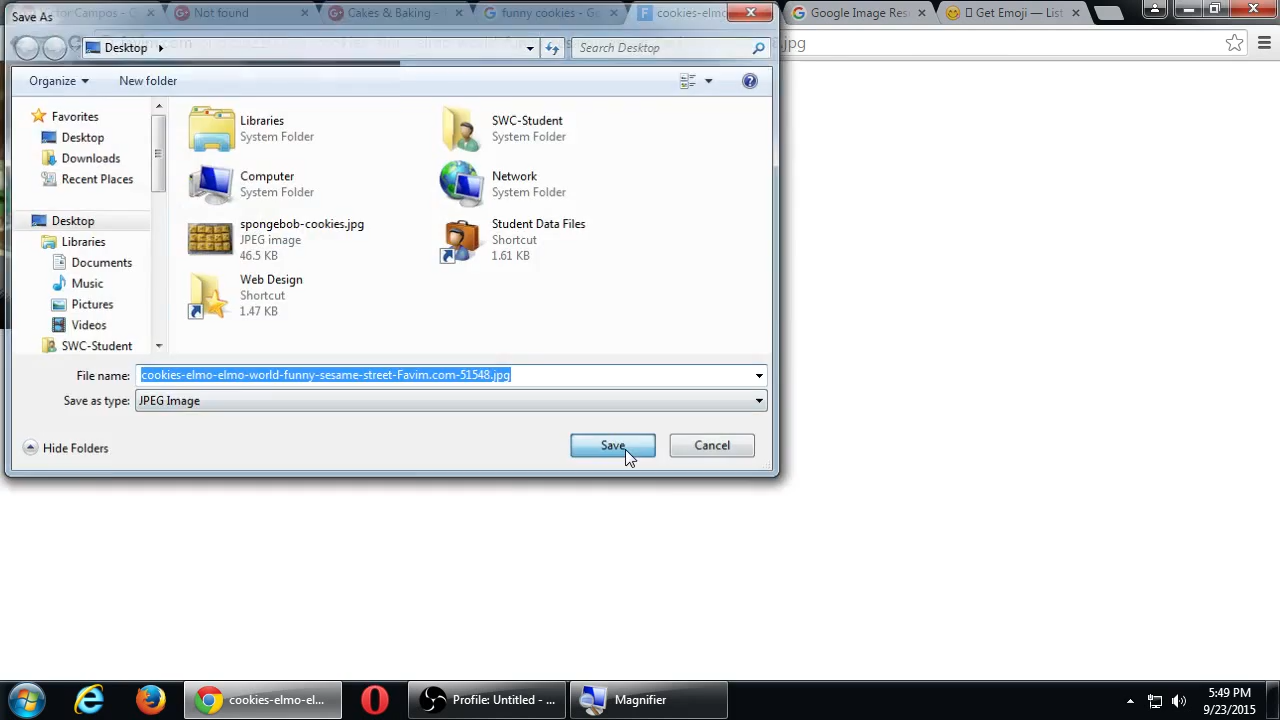 Save As
for Campos - C
Not found
Cakes & Baking -
funny cookies - Go
cookies-elmo
Google Image Res
Get Emoji — List
Desktop
Search Desktop
.jpg
Organize
New folder
Favorites
Desktop
Downloads
Recent Places
Desktop
Libraries
Documents
Music
Pictures
Videos
SWC-Student
Libraries
System Folder
SWC-Student
System Folder
Computer
System Folder
Network
System Folder
spongebob-cookies.jpg
JPEG image
46.5 KB
Student Data Files
Shortcut
1.61 KB
Web Design
Shortcut
1.47 KB
File name:
cookies-elmo-elmo-world-funny-sesame-street-Favim.com-51548.jpg
Save as type:
JPEG Image
Hide Folders
Save
Cancel
cookies-elmo-el...
Profile: Untitled - ...
Magnifier
5:49 PM
9/23/2015